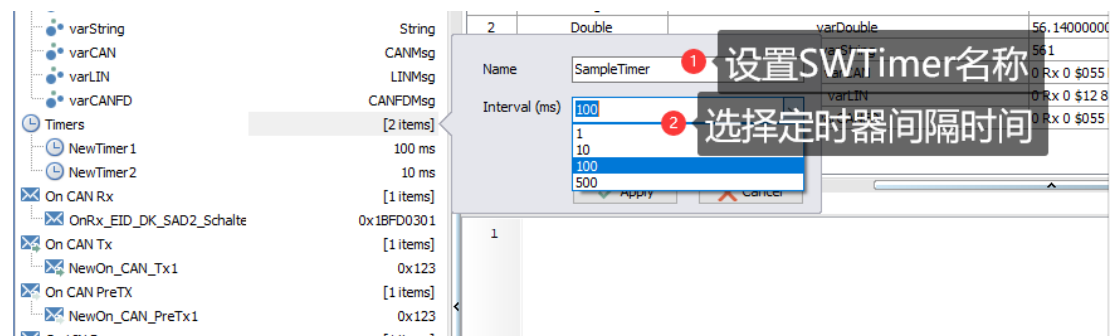 varString String
varCAN CANMsg
varLIN LINMsg
varCANFD CANFDMsg
Timers [2 items]
NewTimer1 100 ms
NewTimer2 10 ms
On CAN Rx [1 items]
OnRx_EID_DK_SAD2_Schalte 0x1BFD0301
On CAN Tx [1 items]
NewOn_CAN_Tx1 0x123
On CAN PreTX [1 items]
NewOn_CAN_PreTx1 0x123
2 Double varDouble 56.14000000
561
0 Rx 0 $055
varLIN 0 Rx 0 $12 8
0 Rx 0 $055
Name SampleTimer
1 设置SWTimer名称
Interval (ms) 100
2 选择定时器间隔时间
1
10
100
500
Apply Cancel
1